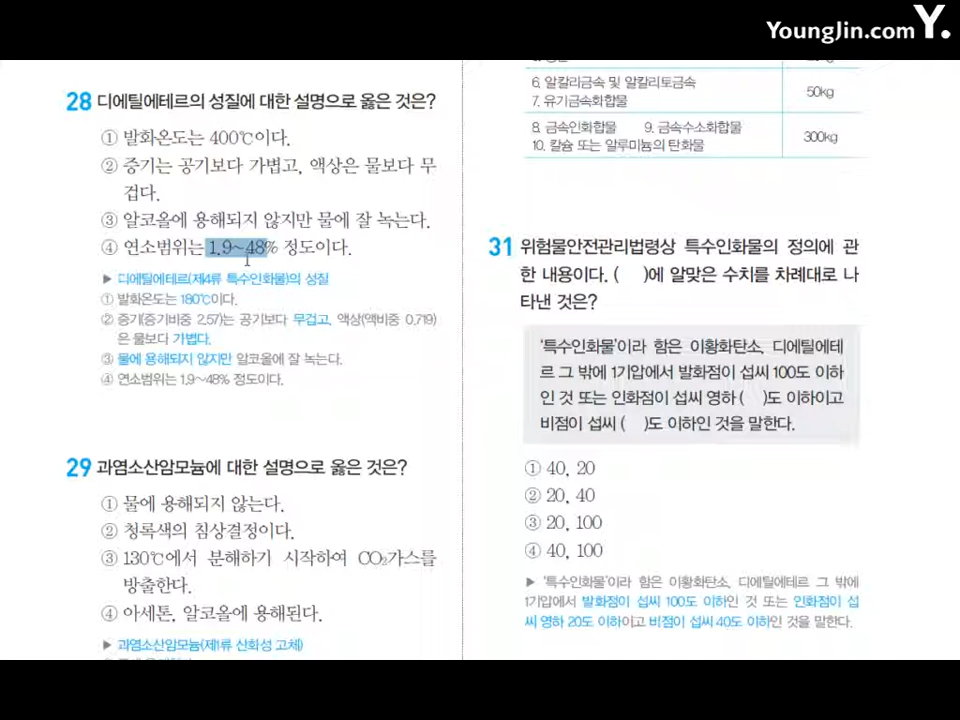 YoungJin.com Y.
28 디에틸에테르의 성질에 대한 설명으로 옳은 것은?
① 발화온도는 400℃이다.
② 증기는 공기보다 가볍고, 액상은 물보다 무
겁다.
③ 알코올에 용해되지 않지만 물에 잘 녹는다.
④ 연소범위는 1.9~48% 정도이다.
▶ 디에틸에테르(제4류 특수인화물)의 성질
① 발화온도는 180℃이다.
② 증기(증기비중 2.57)는 공기보다 무겁고, 액상(액비중 0.719)
은 물보다 가볍다.
③ 물에 용해되지 않지만 알코올에 잘 녹는다.
④ 연소범위는 1.9~48% 정도이다.
29 과염소산암모늄에 대한 설명으로 옳은 것은?
① 물에 용해되지 않는다.
② 청록색의 침상결정이다.
③ 130℃에서 분해하기 시작하여 CO₂가스를
방출한다.
④ 아세톤, 알코올에 용해된다.
▶ 과염소산암모늄(제1류 산화성 고체)
6. 알칼리금속 및 알칼리토금속
7. 유기금속화합물
50kg
8. 금속인화합물 9. 금속수소화합물
10. 칼슘 또는 알루미늄의 탄화물
300kg
31 위험물안전관리법령상 특수인화물의 정의에 관
한 내용이다. ( )에 알맞은 수치를 차례대로 나
타낸 것은?
'특수인화물'이라 함은 이황화탄소, 디에틸에테
르 그 밖에 1기압에서 발화점이 섭씨 100도 이하
인 것 또는 인화점이 섭씨 영하 ( )도 이하이고
비점이 섭씨 ( )도 이하인 것을 말한다.
① 40, 20
② 20, 40
③ 20, 100
④ 40, 100
▶ '특수인화물'이라 함은 이황화탄소, 디에틸에테르 그 밖에
1기압에서 발화점이 섭씨 100도 이하인 것 또는 인화점이 섭
씨 영하 20도 이하이고 비점이 섭씨 40도 이하인 것을 말한다.